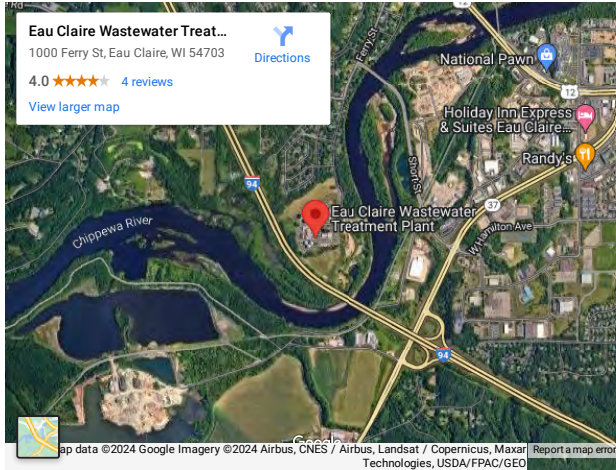 Rd
Eau Claire Wastewater Treat...
1000 Ferry St, Eau Claire, WI 54703
Directions
4.0
4 reviews
View larger map
12
Ferry St
National Pawn
12
Holiday Inn Express
& Suites Eau Claire...
Randy's
94
Short St
37
Eau Claire Wastewater
Treatment Plant
W Hamilton Ave
Chippewa River
94
Google
ap data ©2024 Google Imagery ©2024 Airbus, CNES / Airbus, Landsat / Copernicus, Maxar
Technologies, USDA/FPAC/GEO
Report a map erro